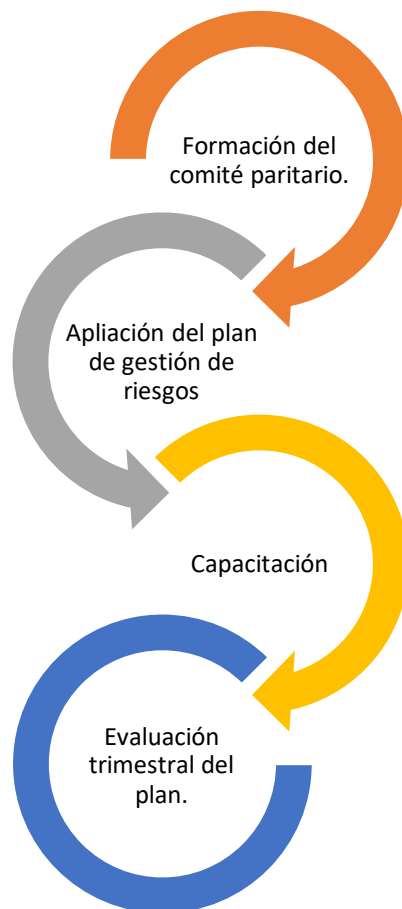 Formación del
comité paritario.
Apliación del plan
de gestión de
riesgos
Capacitación
Evaluación
trimestral del
plan.